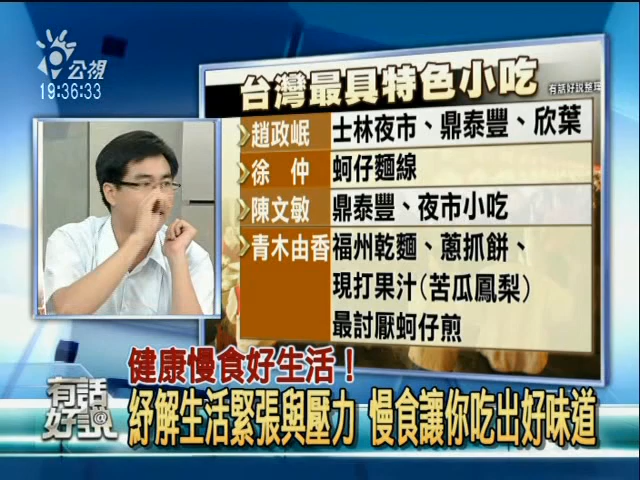 公視
19:36:33
台灣最具特色小吃
有話好說整理
趙政岷 士林夜市、鼎泰豐、欣葉
徐 仲 蚵仔麵線
陳文敏 鼎泰豐、夜市小吃
青木由香 福州乾麵、蔥抓餅、
現打果汁(苦瓜鳳梨)
最討厭蚵仔煎
健康慢食好生活！
有話
好說@
紓解生活緊張與壓力 慢食讓你吃出好味道